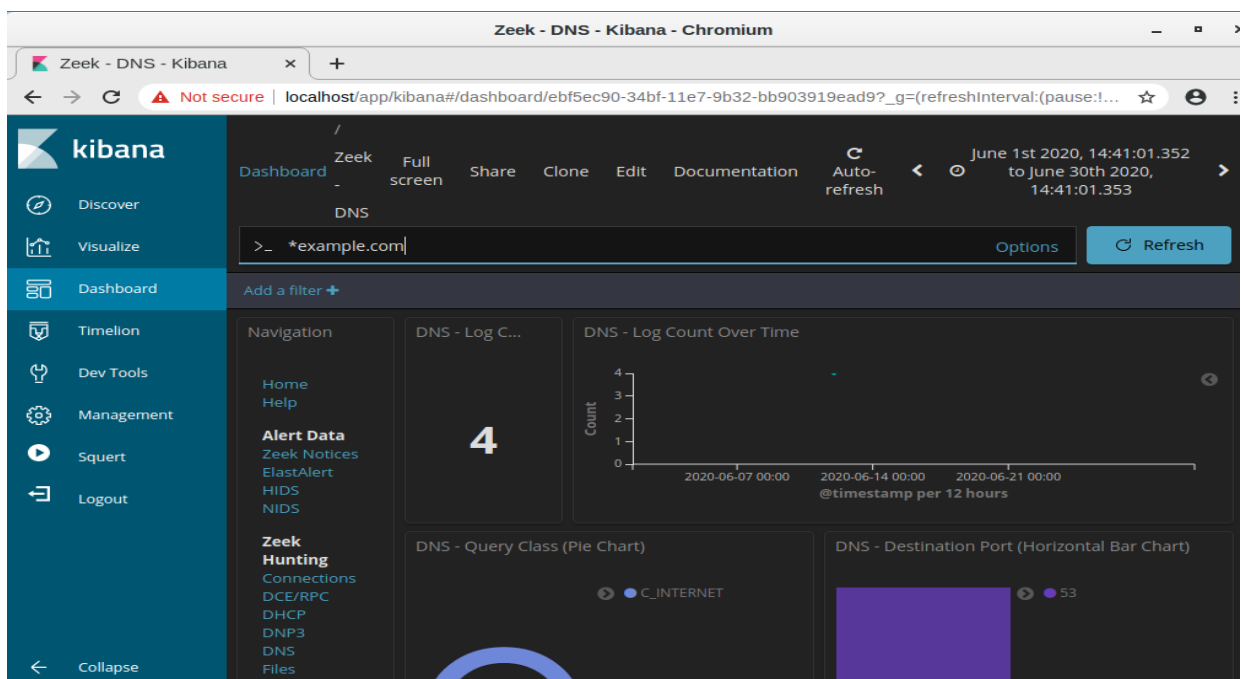 Zeek - DNS - Kibana - Chromium
Zeek - DNS - Kibana
Not secure | localhost/app/kibana#/dashboard/ebf5ec90-34bf-11e7-9b32-bb903919ead9?_g=(refreshInterval:(pause:!...
kibana
Discover
Visualize
Dashboard
Timelion
Dev Tools
Management
Squert
Logout
Collapse
Dashboard
/
Zeek
-
DNS
Full
screen
Share
Clone
Edit
Documentation
Auto-
refresh
June 1st 2020, 14:41:01.352
to June 30th 2020,
14:41:01.353
>_ *example.com
Options
Refresh
Add a filter +
Navigation
Home
Help
Alert Data
Zeek Notices
ElastAlert
HIDS
NIDS
Zeek
Hunting
Connections
DCE/RPC
DHCP
DNP3
DNS
Files
DNS - Log C...
4
DNS - Log Count Over Time
Count
4
3
2
1
0
2020-06-07 00:00 2020-06-14 00:00 2020-06-21 00:00
@timestamp per 12 hours
DNS - Query Class (Pie Chart)
C_INTERNET
DNS - Destination Port (Horizontal Bar Chart)
53